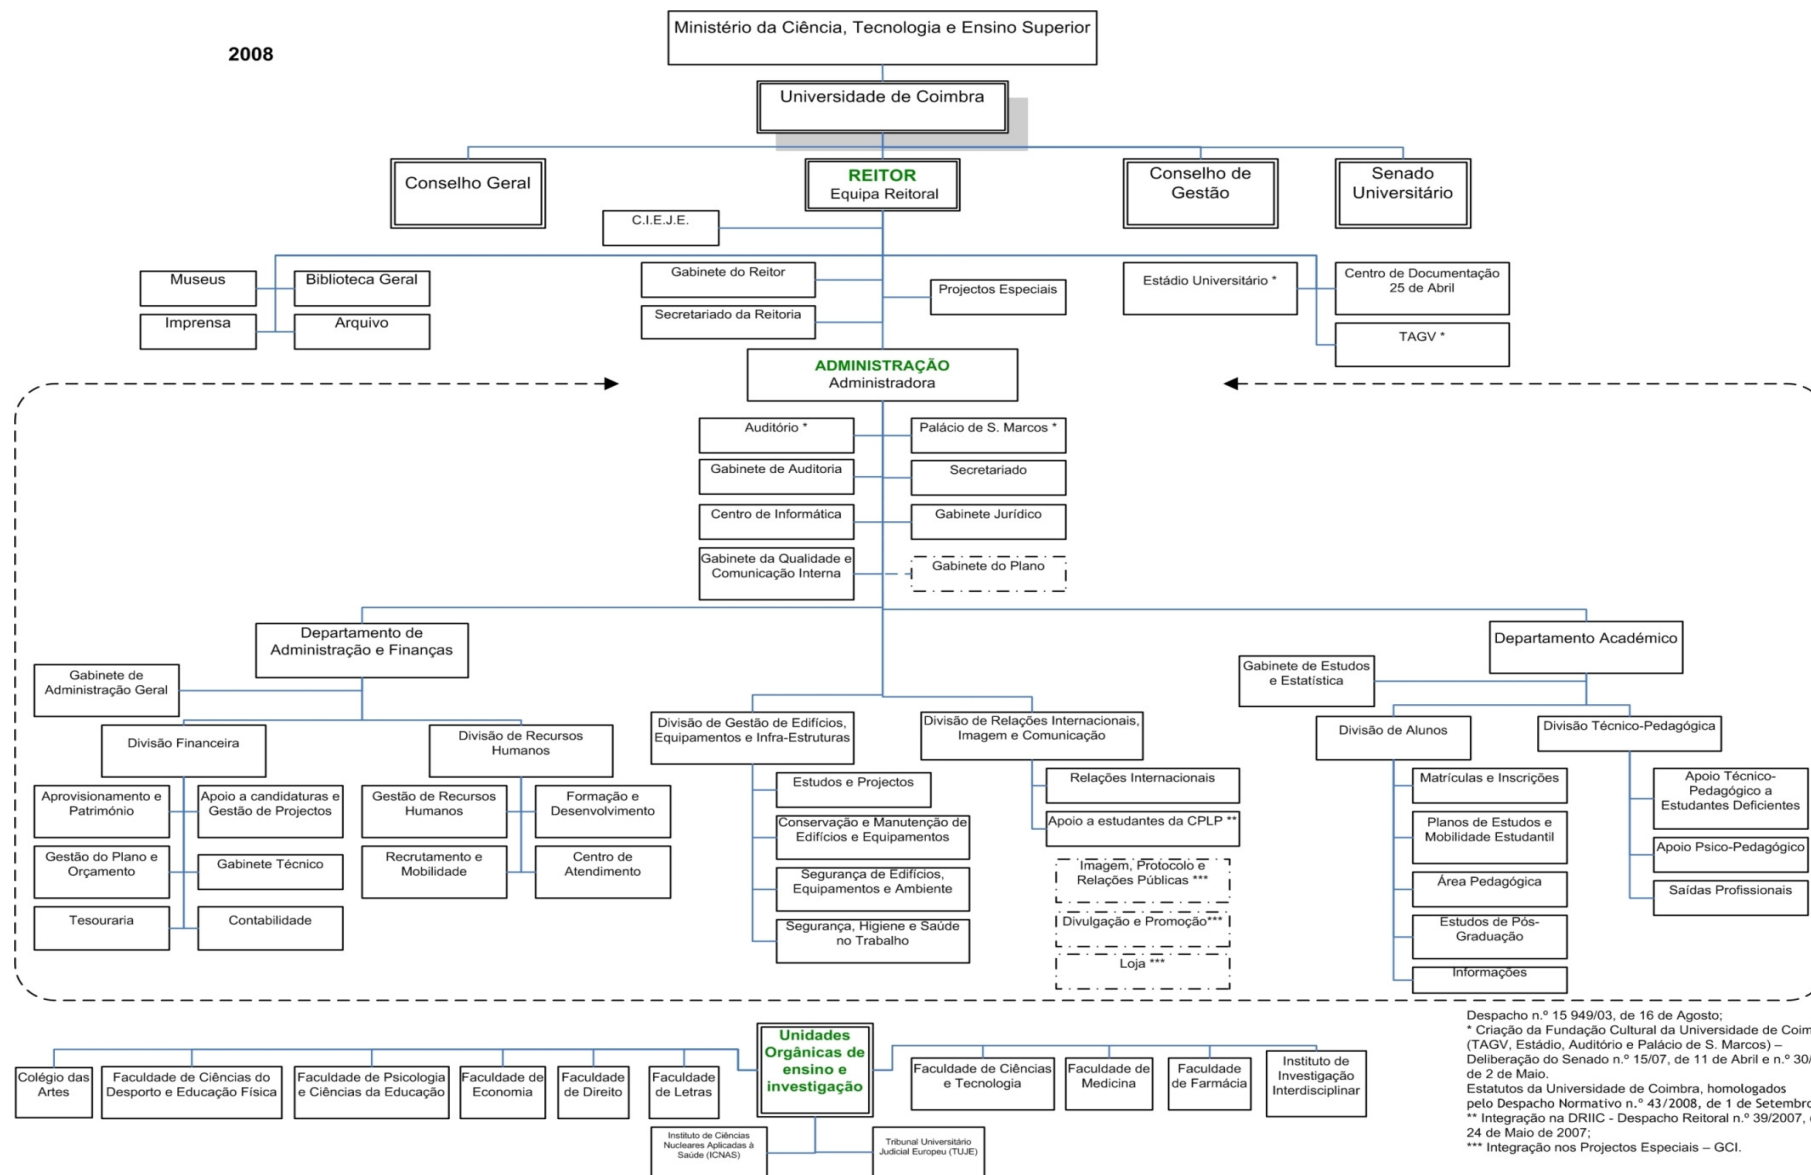 Ministério da Ciência, Tecnologia e Ensino Superior
2008
Universidade de Coimbra
Conselho Geral
REITOR
Equipa Reitoral
Conselho de
Gestão
Senado
Universitário
C.I.E.J.E.
Museus
Biblioteca Geral
Imprensa
Arquivo
Gabinete do Reitor
Secretariado da Reitoria
Projectos Especiais
Estádio Universitário *
Centro de Documentação
25 de Abril
TAGV *
ADMINISTRAÇÃO
Administradora
Auditório *
Palácio de S. Marcos *
Gabinete de Auditoria
Secretariado
Centro de Informática
Gabinete Jurídico
Gabinete da Qualidade e
Comunicação Interna
Gabinete do Plano
Departamento de
Administração e Finanças
Gabinete de
Administração Geral
Divisão Financeira
Divisão de Recursos
Humanos
Aprovisionamento e
Património
Apoio a candidaturas e
Gestão de Projectos
Gestão do Plano e
Orçamento
Gabinete Técnico
Tesouraria
Contabilidade
Gestão de Recursos
Humanos
Formação e
Desenvolvimento
Recrutamento e
Mobilidade
Centro de
Atendimento
Divisão de Gestão de Edifícios,
Equipamentos e Infra-Estruturas
Estudos e Projectos
Conservação e Manutenção de
Edifícios e Equipamentos
Segurança de Edifícios,
Equipamentos e Ambiente
Segurança, Higiene e Saúde
no Trabalho
Divisão de Relações Internacionais,
Imagem e Comunicação
Relações Internacionais
Apoio a estudantes da CPLP **
Imagem, Protocolo e
Relações Públicas ***
Divulgação e Promoção***
Loja ***
Departamento Académico
Gabinete de Estudos
e Estatística
Divisão de Alunos
Divisão Técnico-Pedagógica
Matrículas e Inscrições
Planos de Estudos e
Mobilidade Estudantil
Área Pedagógica
Estudos de Pós-
Graduação
Informações
Apoio Técnico-
Pedagógico a
Estudantes Deficientes
Apoio Psico-Pedagógico
Saídas Profissionais
Unidades
Orgânicas de
ensino e
investigação
Colégio das
Artes
Faculdade de Ciências do
Desporto e Educação Física
Faculdade de Psicologia
e Ciências da Educação
Faculdade de
Economia
Faculdade
de Direito
Faculdade
de Letras
Faculdade de Ciências
e Tecnologia
Faculdade de
Medicina
Faculdade
de Farmácia
Instituto de
Investigação
Interdisciplinar
Instituto de Ciências
Nucleares Aplicadas à
Saúde (ICNAS)
Tribunal Universitário
Judicial Europeu (TUJE)
Despacho n.º 15 949/03, de 16 de Agosto;
* Criação da Fundação Cultural da Universidade de Coim
(TAGV, Estádio, Auditório e Palácio de S. Marcos) –
Deliberação do Senado n.º 15/07, de 11 de Abril e n.º 30/
de 2 de Maio.
Estatutos da Universidade de Coimbra, homologados
pelo Despacho Normativo n.º 43/2008, de 1 de Setembro
** Integração na DRIIC - Despacho Reitoral n.º 39/2007,
24 de Maio de 2007;
*** Integração nos Projectos Especiais – GCI.